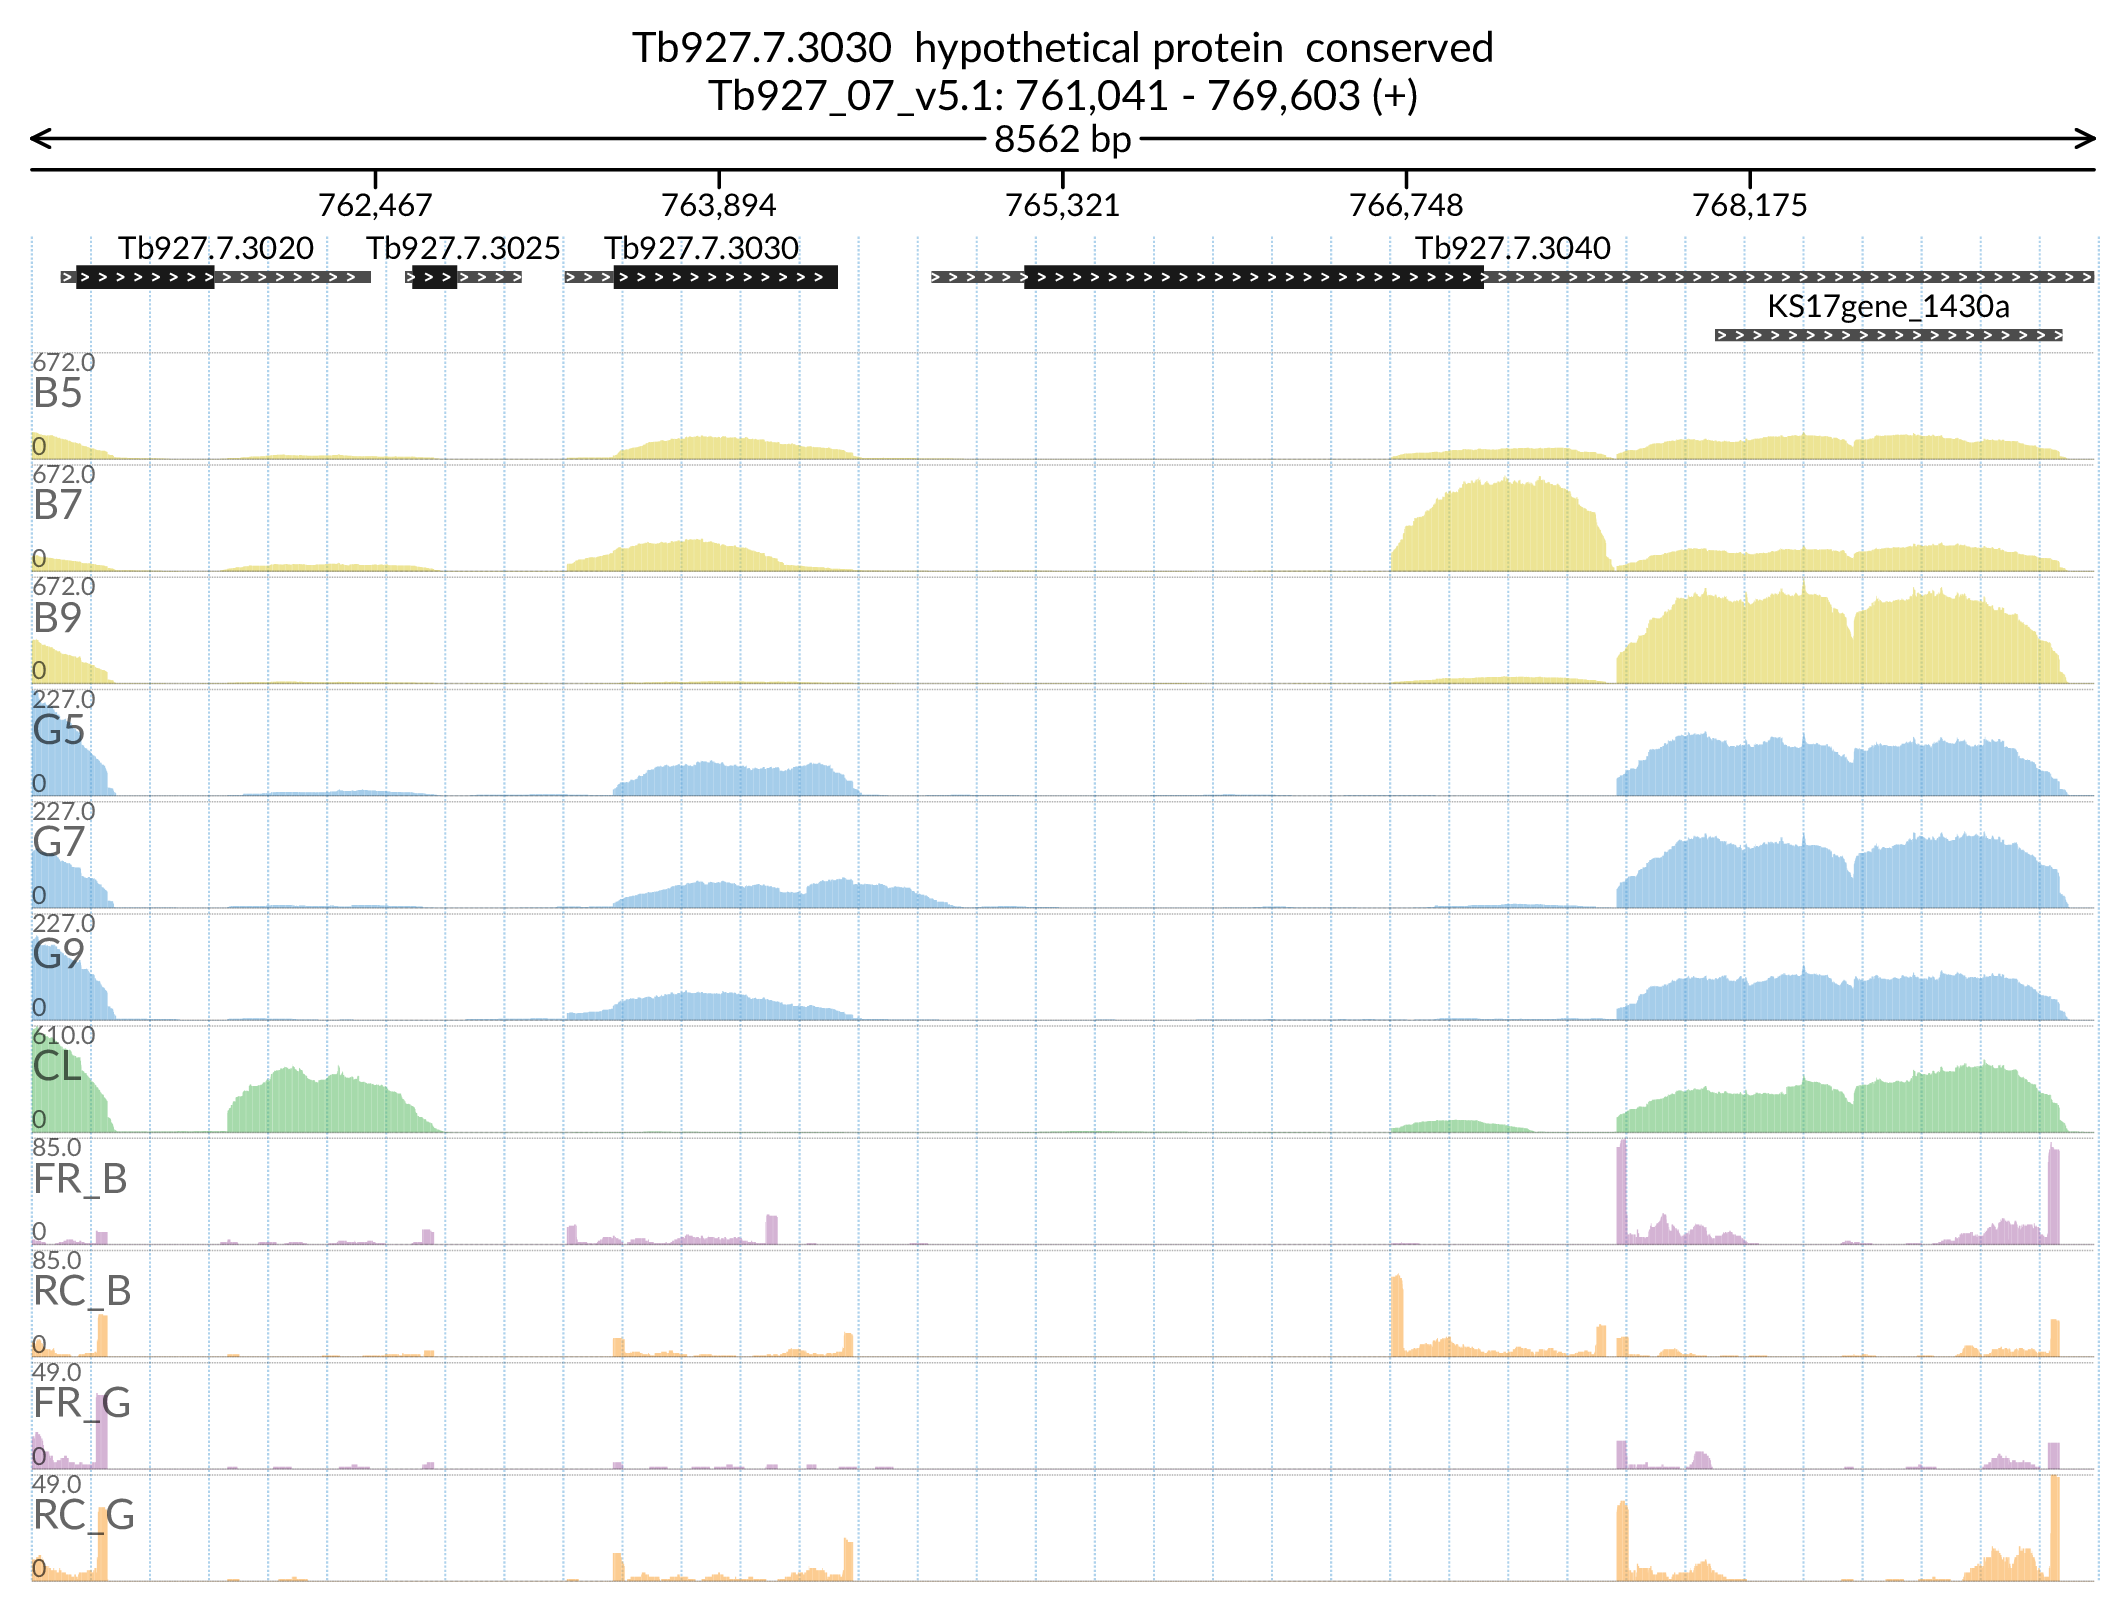 Tb927.7.3030  hypothetical protein  conserved
Tb927_07_v5.1: 761,041 - 769,603 (+)
8562 bp
762,467 763,894 765,321 766,748 768,175
Tb927.7.3020 Tb927.7.3025 Tb927.7.3030 Tb927.7.3040
KS17gene_1430a
672.0
B5
0
672.0
B7
0
672.0
B9
0
227.0
G5
0
227.0
G7
0
227.0
G9
0
610.0
CL
0
85.0
FR_B
0
85.0
RC_B
0
49.0
FR_G
0
49.0
RC_G
0